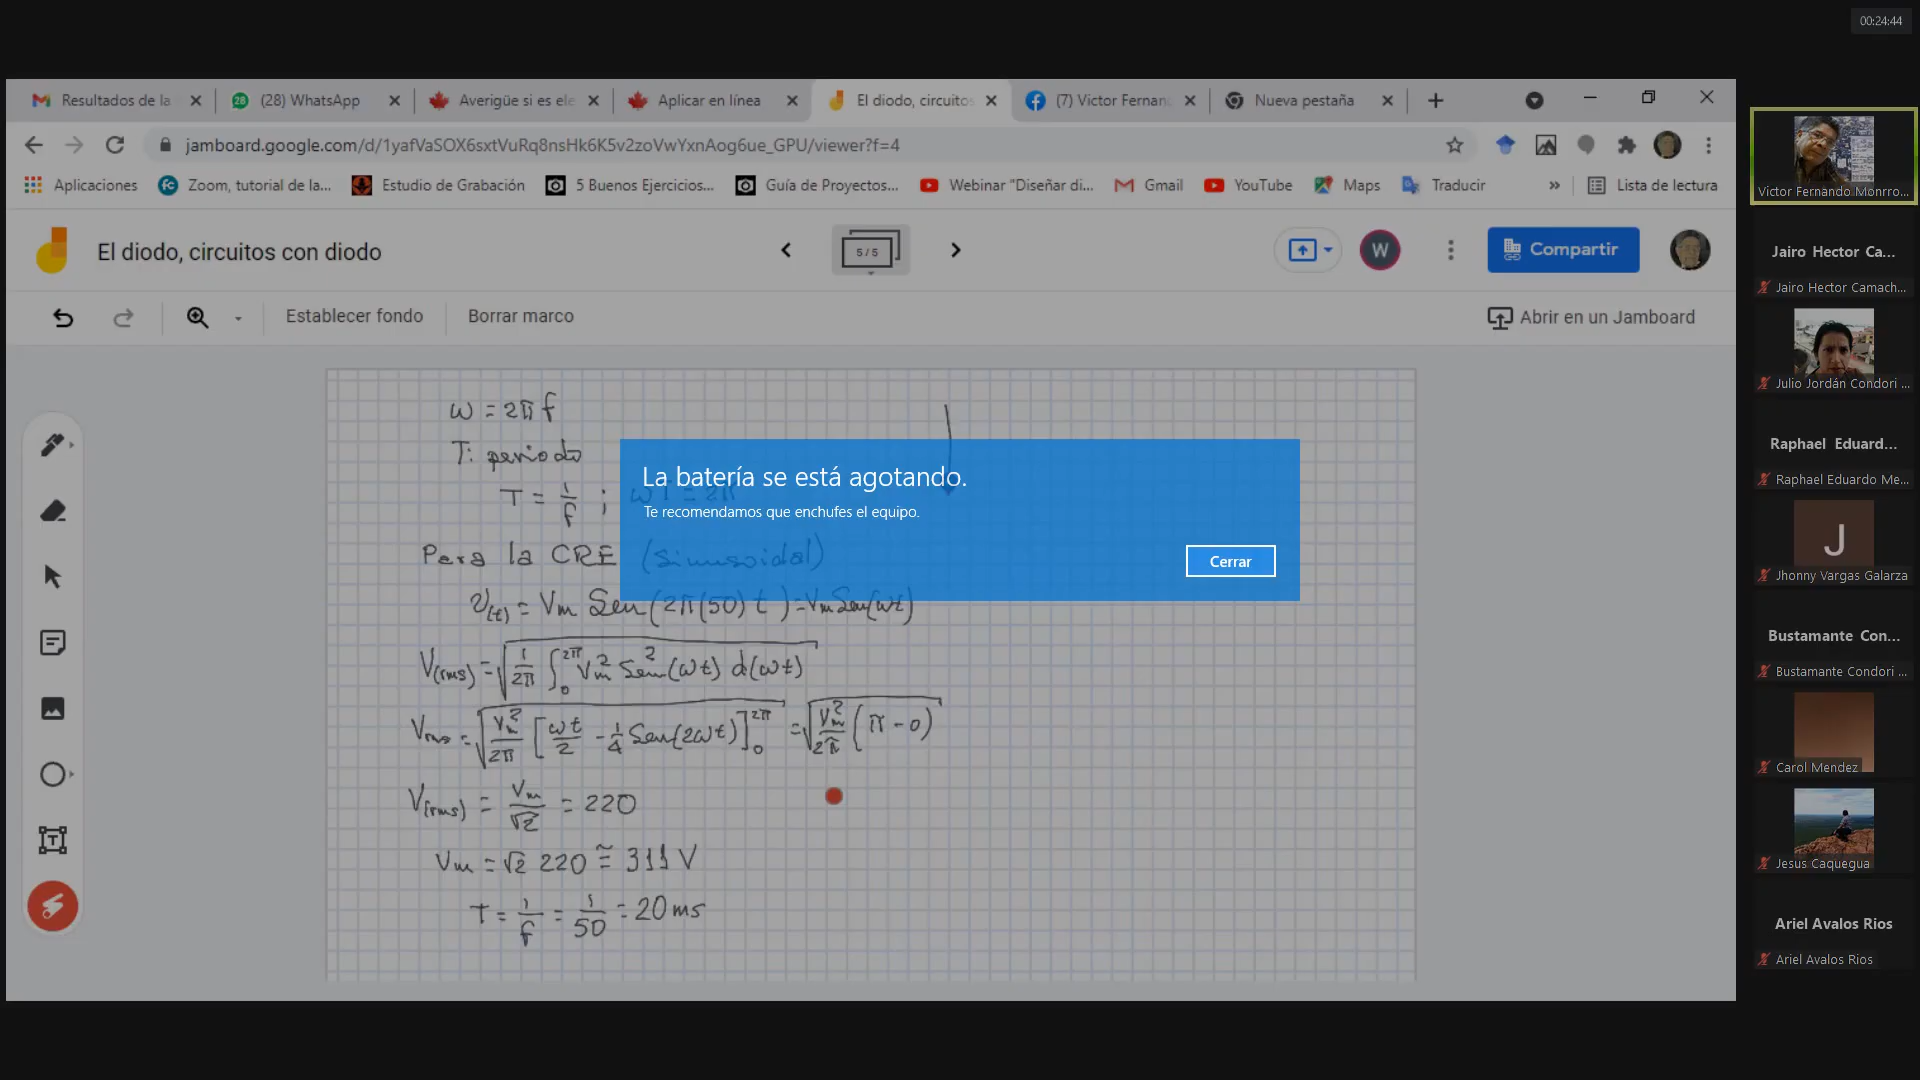 00:24:44
Resultados de la
(28) WhatsApp
Averigüe si es ele
Aplicar en línea
El diodo, circuitos
(7) Victor Fernan
Nueva pestaña
jamboard.google.com/d/1yafVaSOX6sxtVuRq8nsHk6K5v2zoVwYxnAog6ue_GPU/viewer?f=4
Aplicaciones
Zoom, tutorial de la...
Estudio de Grabación
5 Buenos Ejercicios...
Guía de Proyectos...
Webinar "Diseñar di...
Gmail
YouTube
Maps
Traducir
»
Lista de lectura
El diodo, circuitos con diodo
5 / 5
W
Compartir
Establecer fondo
Borrar marco
Abrir en un Jamboard
ω = 2πf
T: periodo
T = 1/f ; ωT = 2π
La batería se está agotando.
Te recomendamos que enchufes el equipo.
Cerrar
Para la CRE (sinusoidal)
v(t) = Vm Sen(2π(50)t) = Vm Sen(ωt)
V(rms) = √(1/2π ∫₀^2π Vm² Sen²(ωt) d(ωt))
Vrms = √(Vm²/2π [ωt/2 - 1/4 Sen(2ωt)]₀^2π) = √(Vm²/2π (π - 0))
V(rms) = Vm/√2 = 220
Vm = √2 220 ≅ 311 V
T = 1/f = 1/50 = 20 ms
Victor Fernando Monrro...
Jairo Hector Ca...
Jairo Hector Camach...
Julio Jordán Condori ...
Raphael Eduard...
Raphael Eduardo Me...
J
Jhonny Vargas Galarza
Bustamante Con...
Bustamante Condori ...
Carol Mendez
Jesus Caquegua
Ariel Avalos Rios
Ariel Avalos Rios